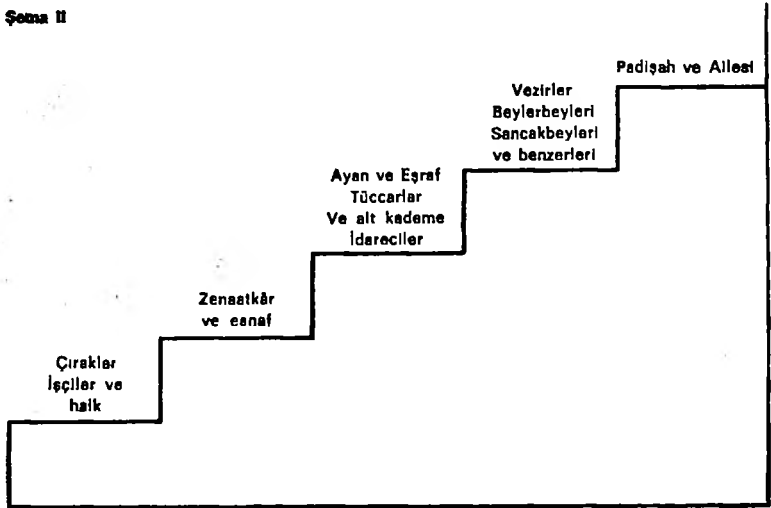 Şema II
Padişah ve Ailesi
Vezirler
Beylerbeyleri
Sancakbeyleri
ve benzerleri
Ayan ve Eşraf
Tüccarlar
Ve alt kademe
İdareciler
Zenaatkâr
ve esnaf
Çıraklar
İşçiler ve
halk